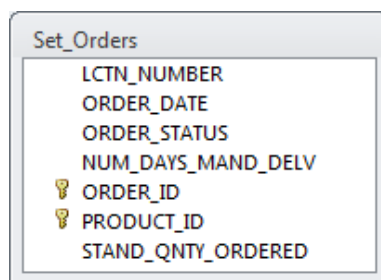 Set_Orders
LCTN_NUMBER
ORDER_DATE
ORDER_STATUS
NUM_DAYS_MAND_DELV
ORDER_ID
PRODUCT_ID
STAND_QNTY_ORDERED